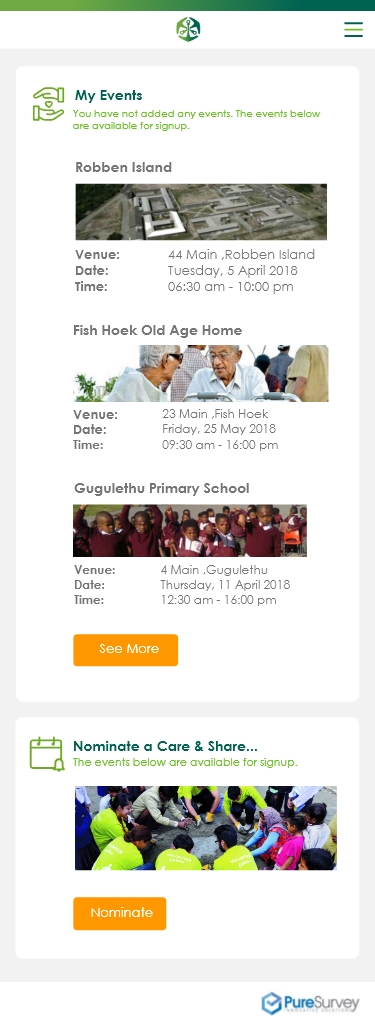 My Events
You have not added any events. The events below
are available for signup.
Robben Island
Venue: 44 Main ,Robben Island
Date: Tuesday, 5 April 2018
Time: 06:30 am - 10:00 pm
Fish Hoek Old Age Home
Venue: 23 Main ,Fish Hoek
Date: Friday, 25 May 2018
Time: 09:30 am - 16:00 pm
Gugulethu Primary School
Venue: 4 Main ,Gugulethu
Date: Thursday, 11 April 2018
Time: 12:30 am - 16:00 pm
See More
Nominate a Care & Share...
The events below are available for signup.
Nominate
PureSurvey
INNOVATIVE SOLUTIONS